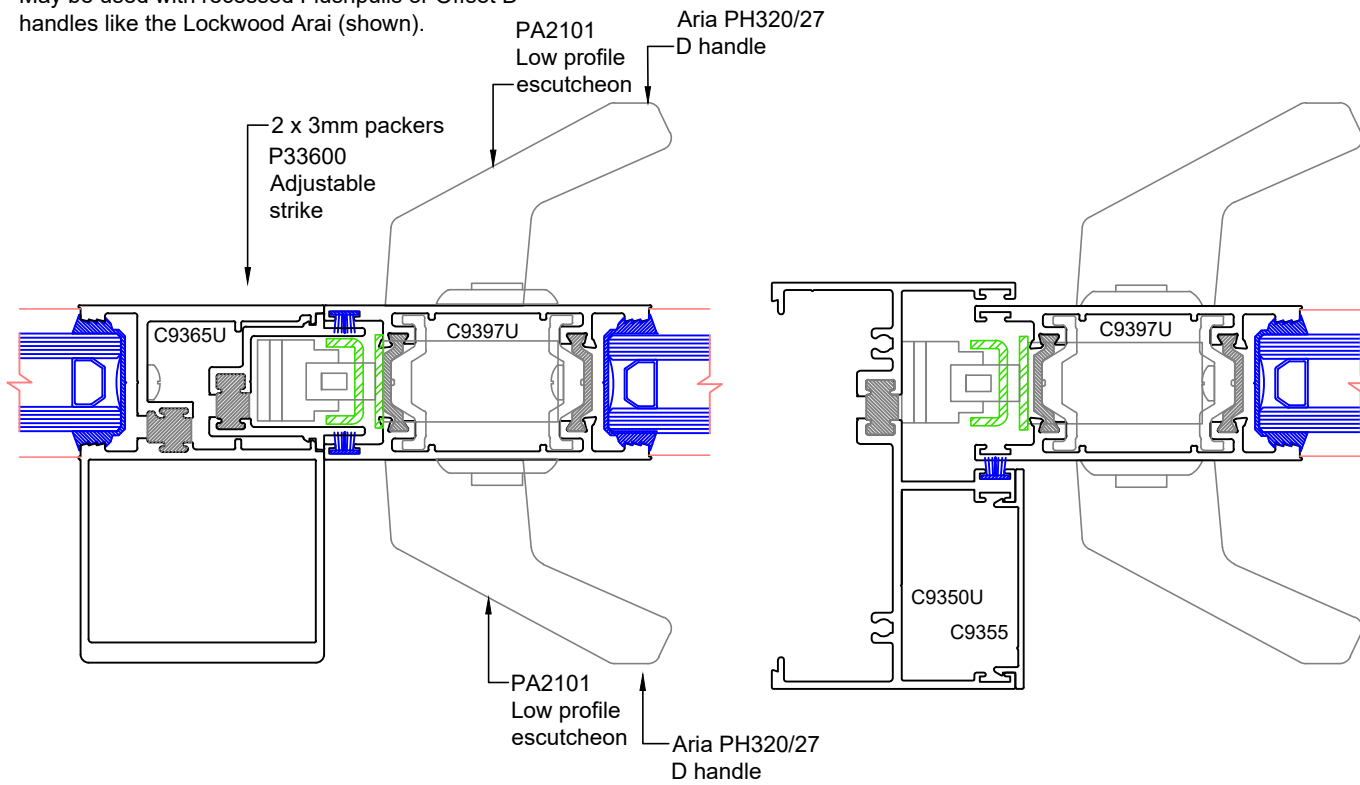 handles like the Lockwood Arai (shown).
PA2101
Low profile
escutcheon
Aria PH320/27
D handle
2 x 3mm packers
P33600
Adjustable
strike
C9365U
C9397U
C9397U
C9350U
C9355
PA2101
Low profile
escutcheon
Aria PH320/27
D handle